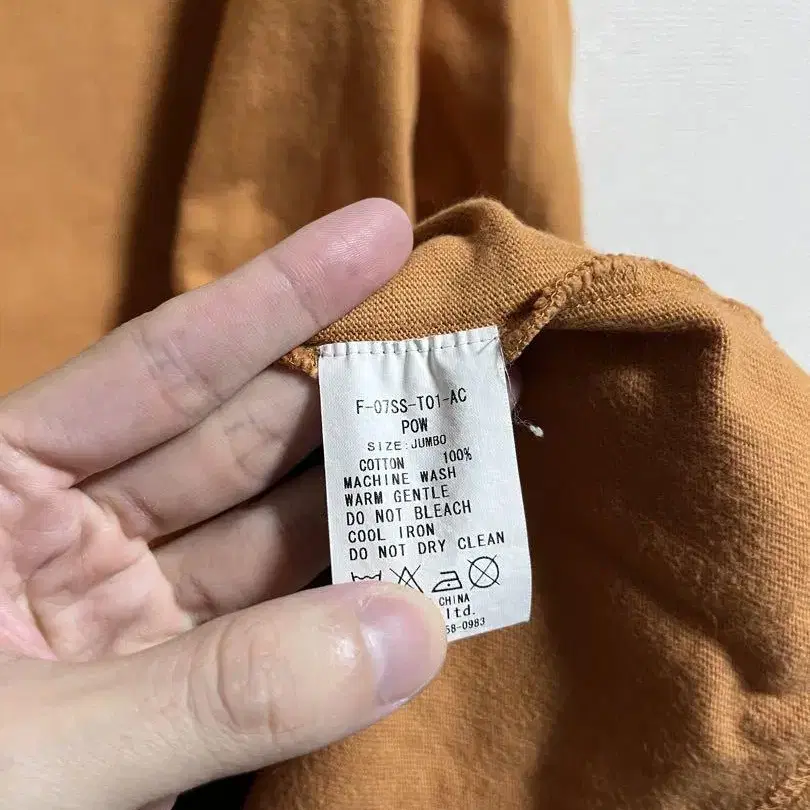 F-07SS-T01-AC
POW
SIZE:JUMBO
COTTON 100%
MACHINE WASH
WARM GENTLE
DO NOT BLEACH
COOL IRON
DO NOT DRY CLEAN
CHINA
ltd.
68-0983